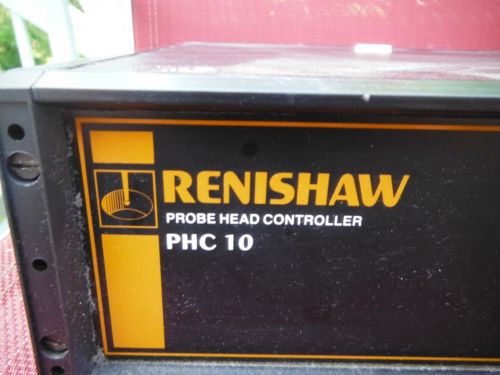 RENISHAW
PROBE HEAD CONTROLLER
PHC 10